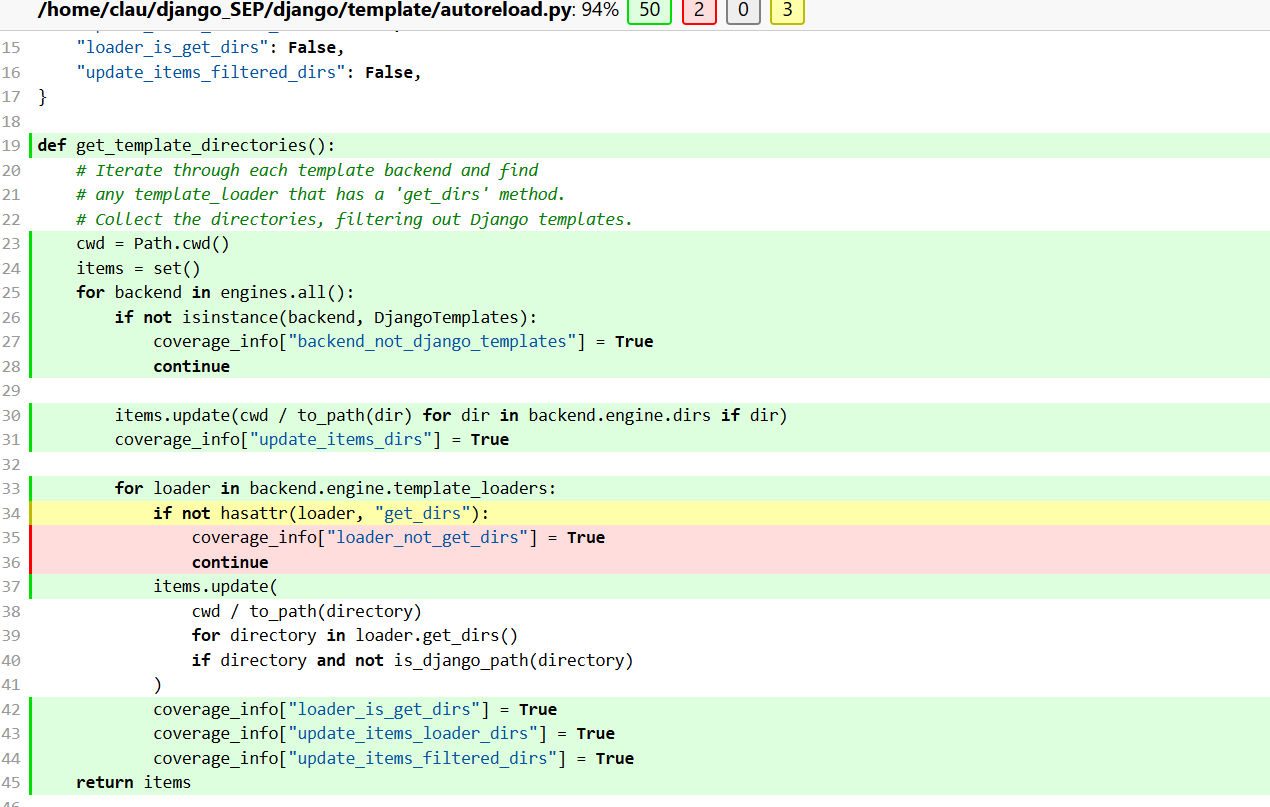 /home/clau/django_SEP/django/template/autoreload.py: 94% 50 2 0 3
15 "loader_is_get_dirs": False,
16 "update_items_filtered_dirs": False,
17 }
18
19 def get_template_directories():
20 # Iterate through each template backend and find
21 # any template_loader that has a 'get_dirs' method.
22 # Collect the directories, filtering out Django templates.
23 cwd = Path.cwd()
24 items = set()
25 for backend in engines.all():
26 if not isinstance(backend, DjangoTemplates):
27 coverage_info["backend_not_django_templates"] = True
28 continue
29
30 items.update(cwd / to_path(dir) for dir in backend.engine.dirs if dir)
31 coverage_info["update_items_dirs"] = True
32
33 for loader in backend.engine.template_loaders:
34 if not hasattr(loader, "get_dirs"):
35 coverage_info["loader_not_get_dirs"] = True
36 continue
37 items.update(
38 cwd / to_path(directory)
39 for directory in loader.get_dirs()
40 if directory and not is_django_path(directory)
41 )
42 coverage_info["loader_is_get_dirs"] = True
43 coverage_info["update_items_loader_dirs"] = True
44 coverage_info["update_items_filtered_dirs"] = True
45 return items